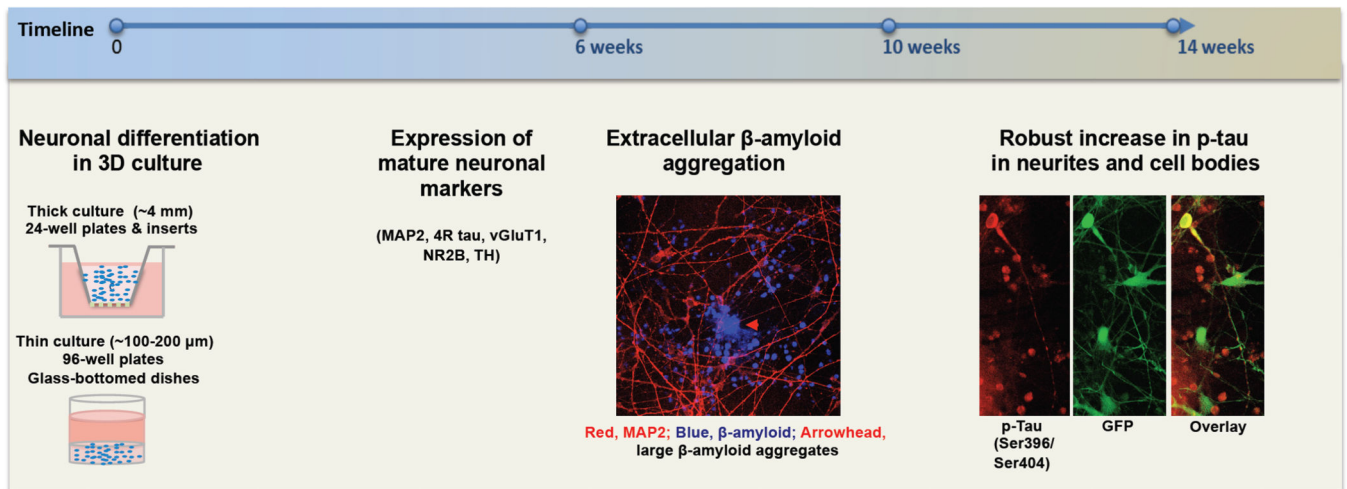 Timeline
0
6 weeks
10 weeks
14 weeks
Neuronal differentiation
in 3D culture
Thick culture (~4 mm)
24-well plates & inserts
Thin culture (~100-200 μm)
96-well plates
Glass-bottomed dishes
Expression of
mature neuronal
markers
(MAP2, 4R tau, vGluT1,
NR2B, TH)
Extracellular β-amyloid
aggregation
Red, MAP2; Blue, β-amyloid; Arrowhead,
large β-amyloid aggregates
Robust increase in p-tau
in neurites and cell bodies
p-Tau
(Ser396/
Ser404)
GFP
Overlay